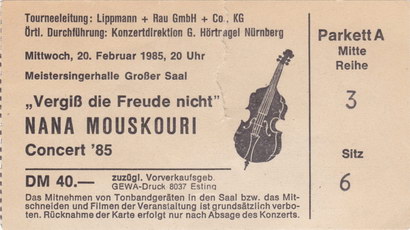 Tourneeleitung: Lippmann + Rau GmbH + Co. KG
Örtl. Durchführung: Konzertdirektion G. Hörtnagel Nürnberg
Mittwoch, 20. Februar 1985, 20 Uhr
Meistersingerhalle Großer Saal
„Vergiß die Freude nicht"
NANA MOUSKOURI
Concert '85
DM 40.—
zuzügl. Vorverkaufsgeb.
GEWA-Druck 8037 Esting
Das Mitnehmen von Tonbandgeräten in den Saal bzw. das Mit-
schneiden und Filmen der Veranstaltung ist grundsätzlich verbo-
ten. Rücknahme der Karte erfolgt nur nach Absage des Konzerts.
Parkett A
Mitte
Reihe
3
Sitz
6